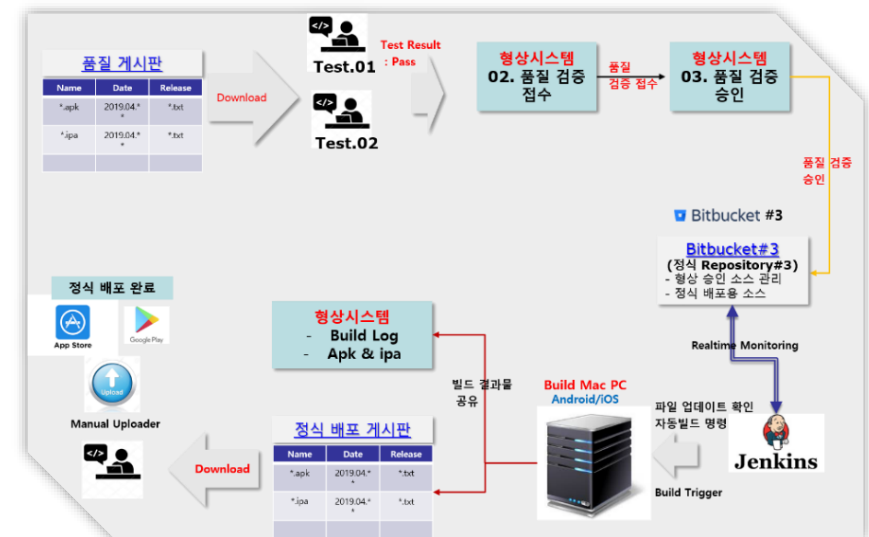 품질 게시판
Name Date Release
*.apk 2019.04.* * *.txt
*.ipa 2019.04.* * *.txt
Download
Test.01
Test.02
Test Result
: Pass
형상시스템
02. 품질 검증
접수
품질
검증 접수
형상시스템
03. 품질 검증
승인
품질 검증
승인
Bitbucket #3
Bitbucket#3
(정식 Repository#3)
- 형상 승인 소스 관리
- 정식 배포용 소스
Realtime Monitoring
Jenkins
파일 업데이트 확인
자동빌드 명령
Build Trigger
Build Mac PC
Android/iOS
빌드 결과물
공유
형상시스템
- Build Log
- Apk & ipa
정식 배포 게시판
Name Date Release
*.apk 2019.04.* * *.txt
*.ipa 2019.04.* * *.txt
Download
정식 배포 완료
App Store
Google Play
Upload
Manual Uploader